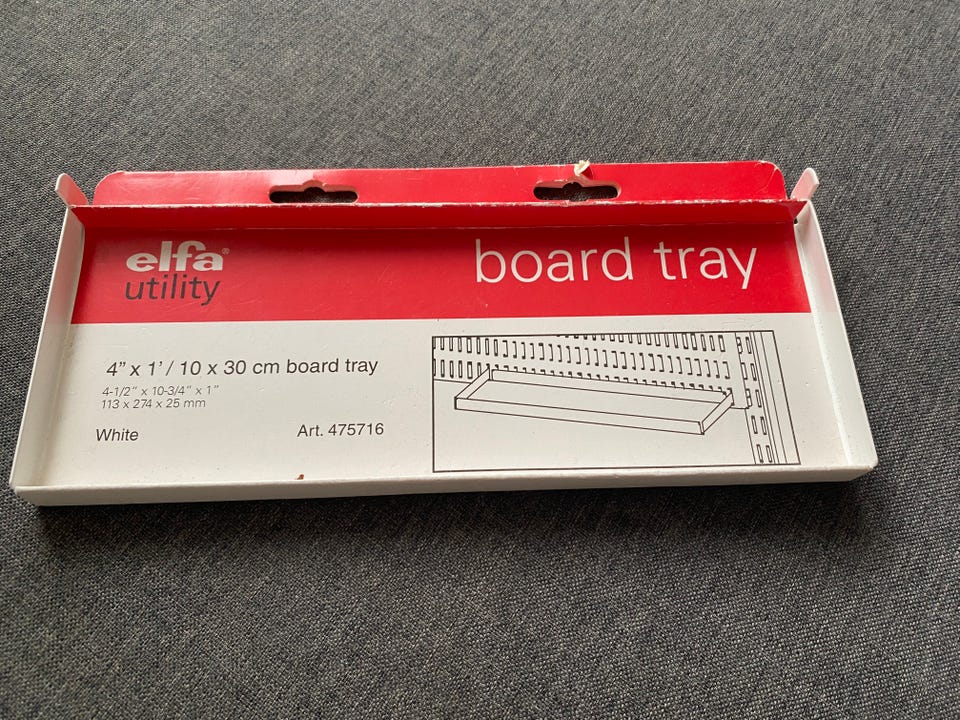 elfa®
utility
board tray
4" x 1' / 10 x 30 cm board tray
4-1/2" x 10-3/4" x 1"
113 x 274 x 25 mm
White
Art. 475716